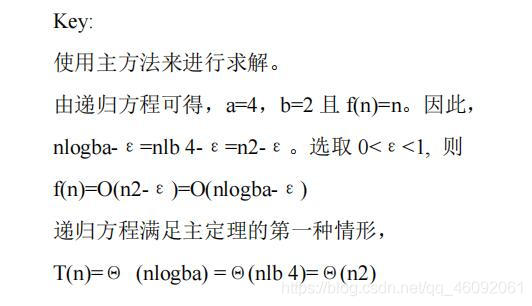 Key:
使用主方法来进行求解。
由递归方程可得，a=4，b=2 且 f(n)=n。因此，
nlogba- ε =nlb 4- ε =n2- ε 。选取 0< ε <1, 则
f(n)=O(n2- ε )=O(nlogba- ε )
递归方程满足主定理的第一种情形，
T(n)= Θ (nlogba) = Θ (nlb 4)= Θ (n2)
https://blog.csdn.net/qq_46092061